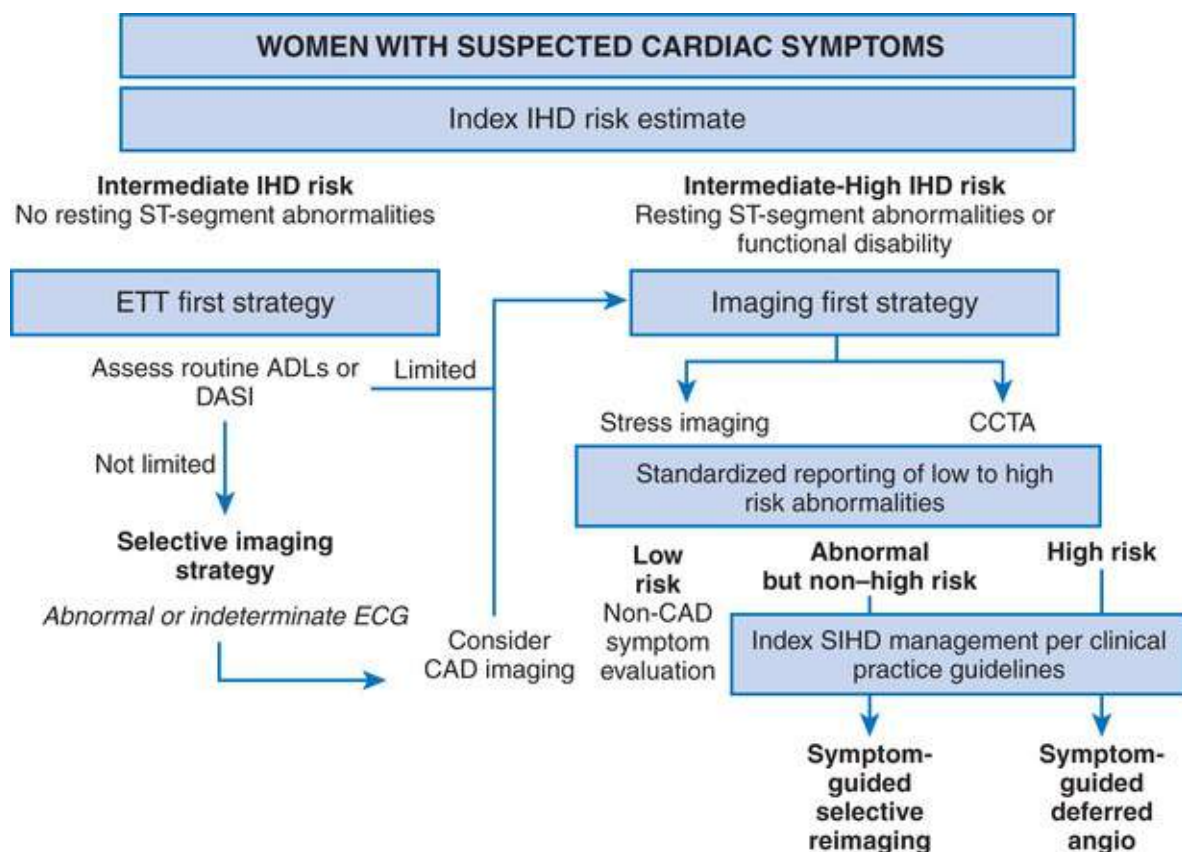 WOMEN WITH SUSPECTED CARDIAC SYMPTOMS
Index IHD risk estimate
Intermediate IHD risk
No resting ST-segment abnormalities
Intermediate-High IHD risk
Resting ST-segment abnormalities or
functional disability
ETT first strategy
Imaging first strategy
Assess routine ADLs or
DASI
Limited
Not limited
Stress imaging
CCTA
Standardized reporting of low to high
risk abnormalities
Selective imaging
strategy
Abnormal or indeterminate ECG
Consider
CAD imaging
Low
risk
Non-CAD
symptom
evaluation
Abnormal
but non–high risk
High risk
Index SIHD management per clinical
practice guidelines
Symptom-
guided
selective
reimaging
Symptom-
guided
deferred
angio